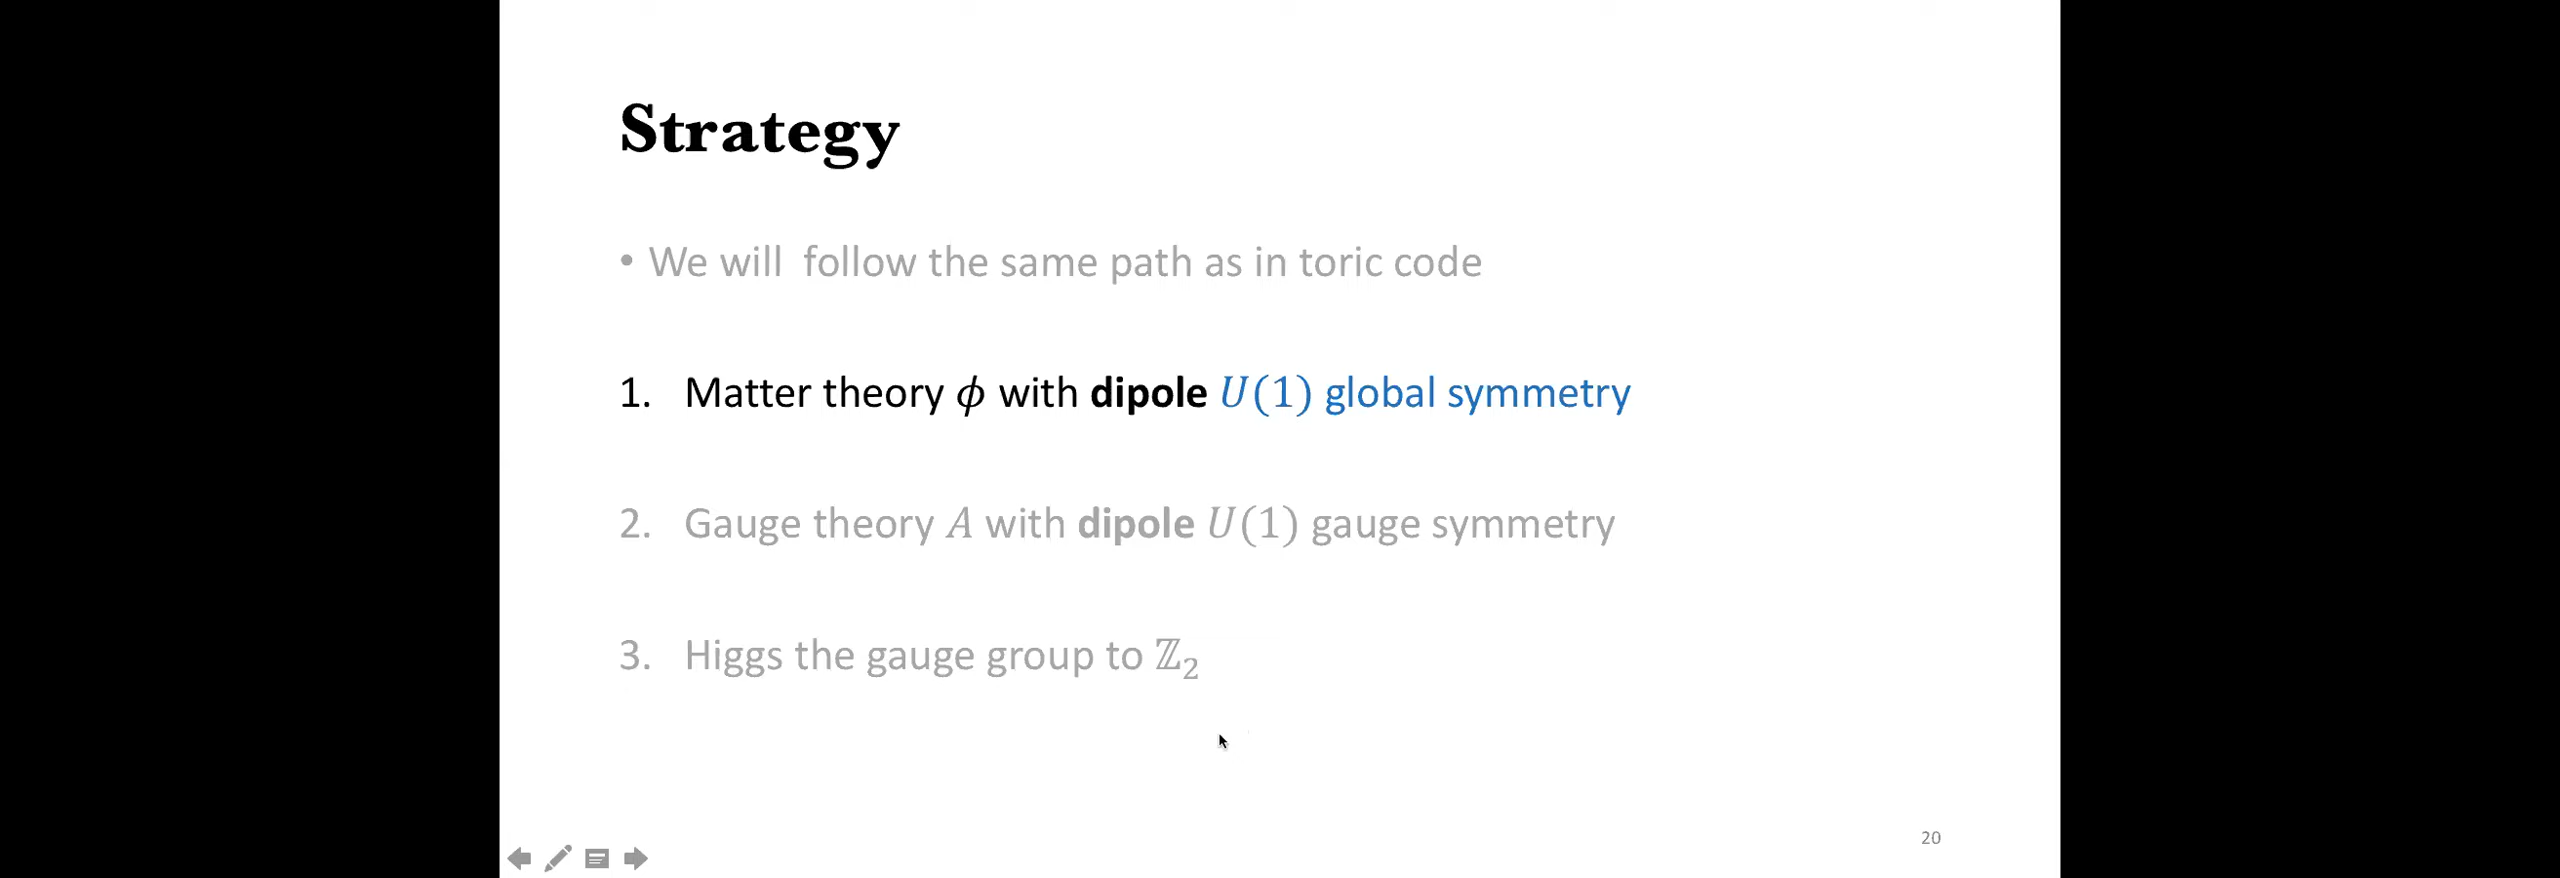 Strategy
• We will follow the same path as in toric code
1. Matter theory ϕ with dipole U(1) global symmetry
2. Gauge theory A with dipole U(1) gauge symmetry
3. Higgs the gauge group to ℤ₂
20